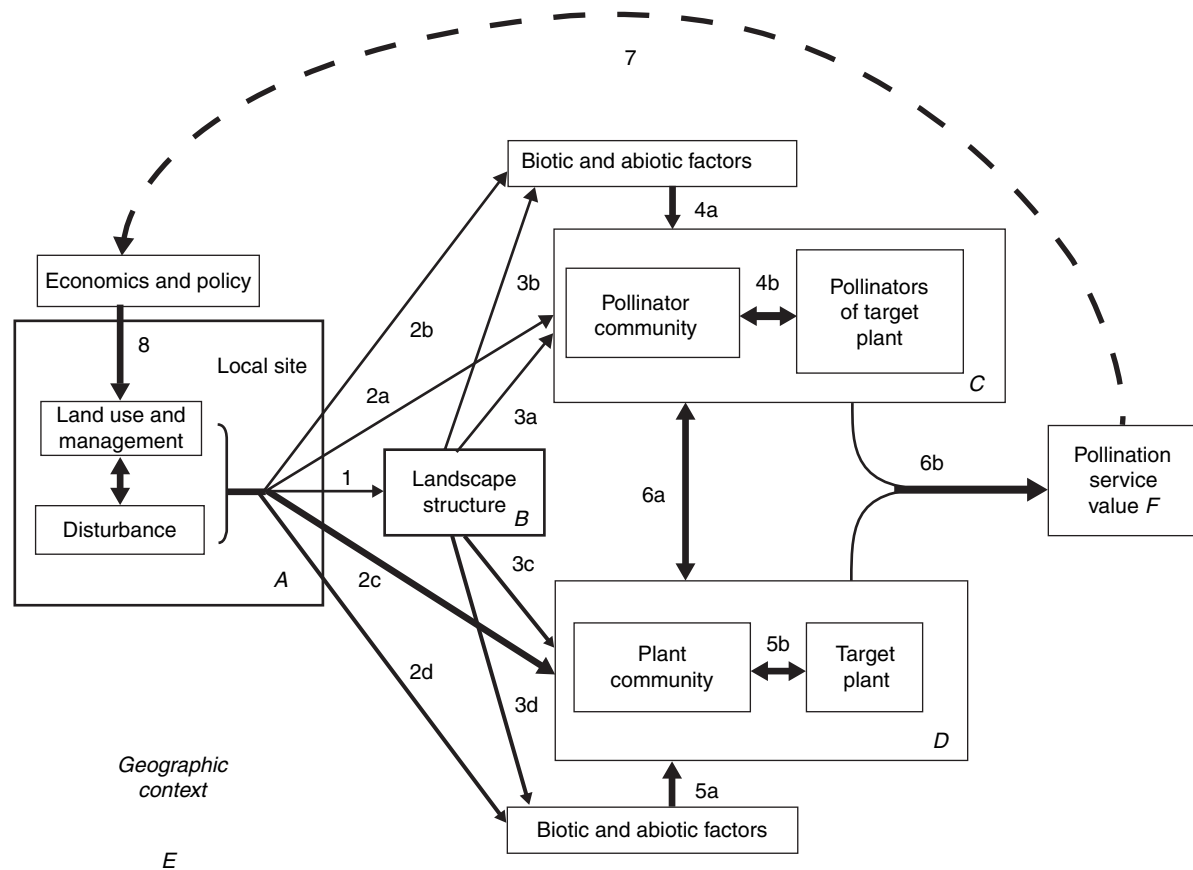 7
Biotic and abiotic factors
4a
Economics and policy
8
Local site
Land use and
management
Disturbance
A
2b
2a
1
2c
2d
3b
3a
Landscape
structure
B
3c
3d
Pollinator
community
4b
Pollinators
of target
plant
C
6a
6b
Pollination
service
value F
Plant
community
5b
Target
plant
D
5a
Biotic and abiotic factors
Geographic
context
E